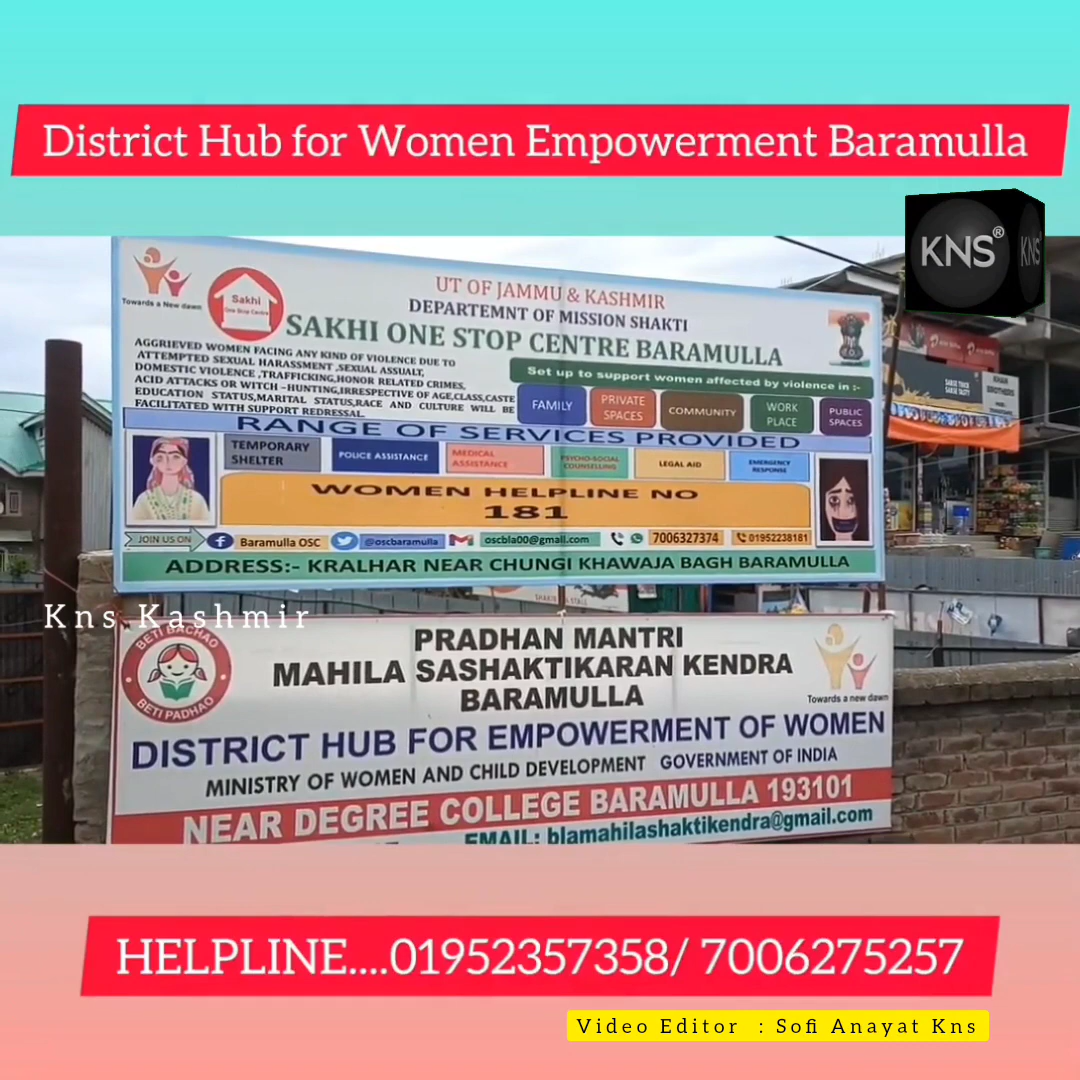 District Hub for Women Empowerment Baramulla
KNS®
KNS
Towards a New dawn
Sakhi
One Stop Centre
UT OF JAMMU & KASHMIR
DEPARTEMNT OF MISSION SHAKTI
SAKHI ONE STOP CENTRE BARAMULLA
AGGRIEVED WOMEN FACING ANY KIND OF VIOLENCE DUE TO
ATTEMPTED SEXUAL HARASSMENT ,SEXUAL ASSUALT,
DOMESTIC VIOLENCE ,TRAFFICKING,HONOR RELATED CRIMES,
ACID ATTACKS OR WITCH –HUNTING,IRRESPECTIVE OF AGE,CLASS,CASTE
EDUCATION STATUS,MARITAL STATUS,RACE AND CULTURE WILL BE
FACILITATED WITH SUPPORT REDRESSAL.
Set up to support women affected by violence in :-
FAMILY
PRIVATE
SPACES
COMMUNITY
WORK
PLACE
PUBLIC
SPACES
RANGE OF SERVICES PROVIDED
TEMPORARY
SHELTER
POLICE ASSISTANCE
MEDICAL
ASSISTANCE
PSYCHO-SOCIAL
COUNSELLING
LEGAL AID
EMERGENCY
RESPONSE
WOMEN HELPLINE NO
181
JOIN US ON
Baramulla OSC
@oscbaramulla
oscbla00@gmail.com
7006327374
01952238181
ADDRESS:- KRALHAR NEAR CHUNGI KHAWAJA BAGH BARAMULLA
Kns Kashmir
BETI BACHAO
BETI PADHAO
PRADHAN MANTRI
MAHILA SASHAKTIKARAN KENDRA
BARAMULLA
Towards a new dawn
DISTRICT HUB FOR EMPOWERMENT OF WOMEN
MINISTRY OF WOMEN AND CHILD DEVELOPMENT GOVERNMENT OF INDIA
NEAR DEGREE COLLEGE BARAMULLA 193101
EMAIL: blamahilashaktikendra@gmail.com
HELPLINE....01952357358/ 7006275257
Video Editor : Sofi Anayat Kns